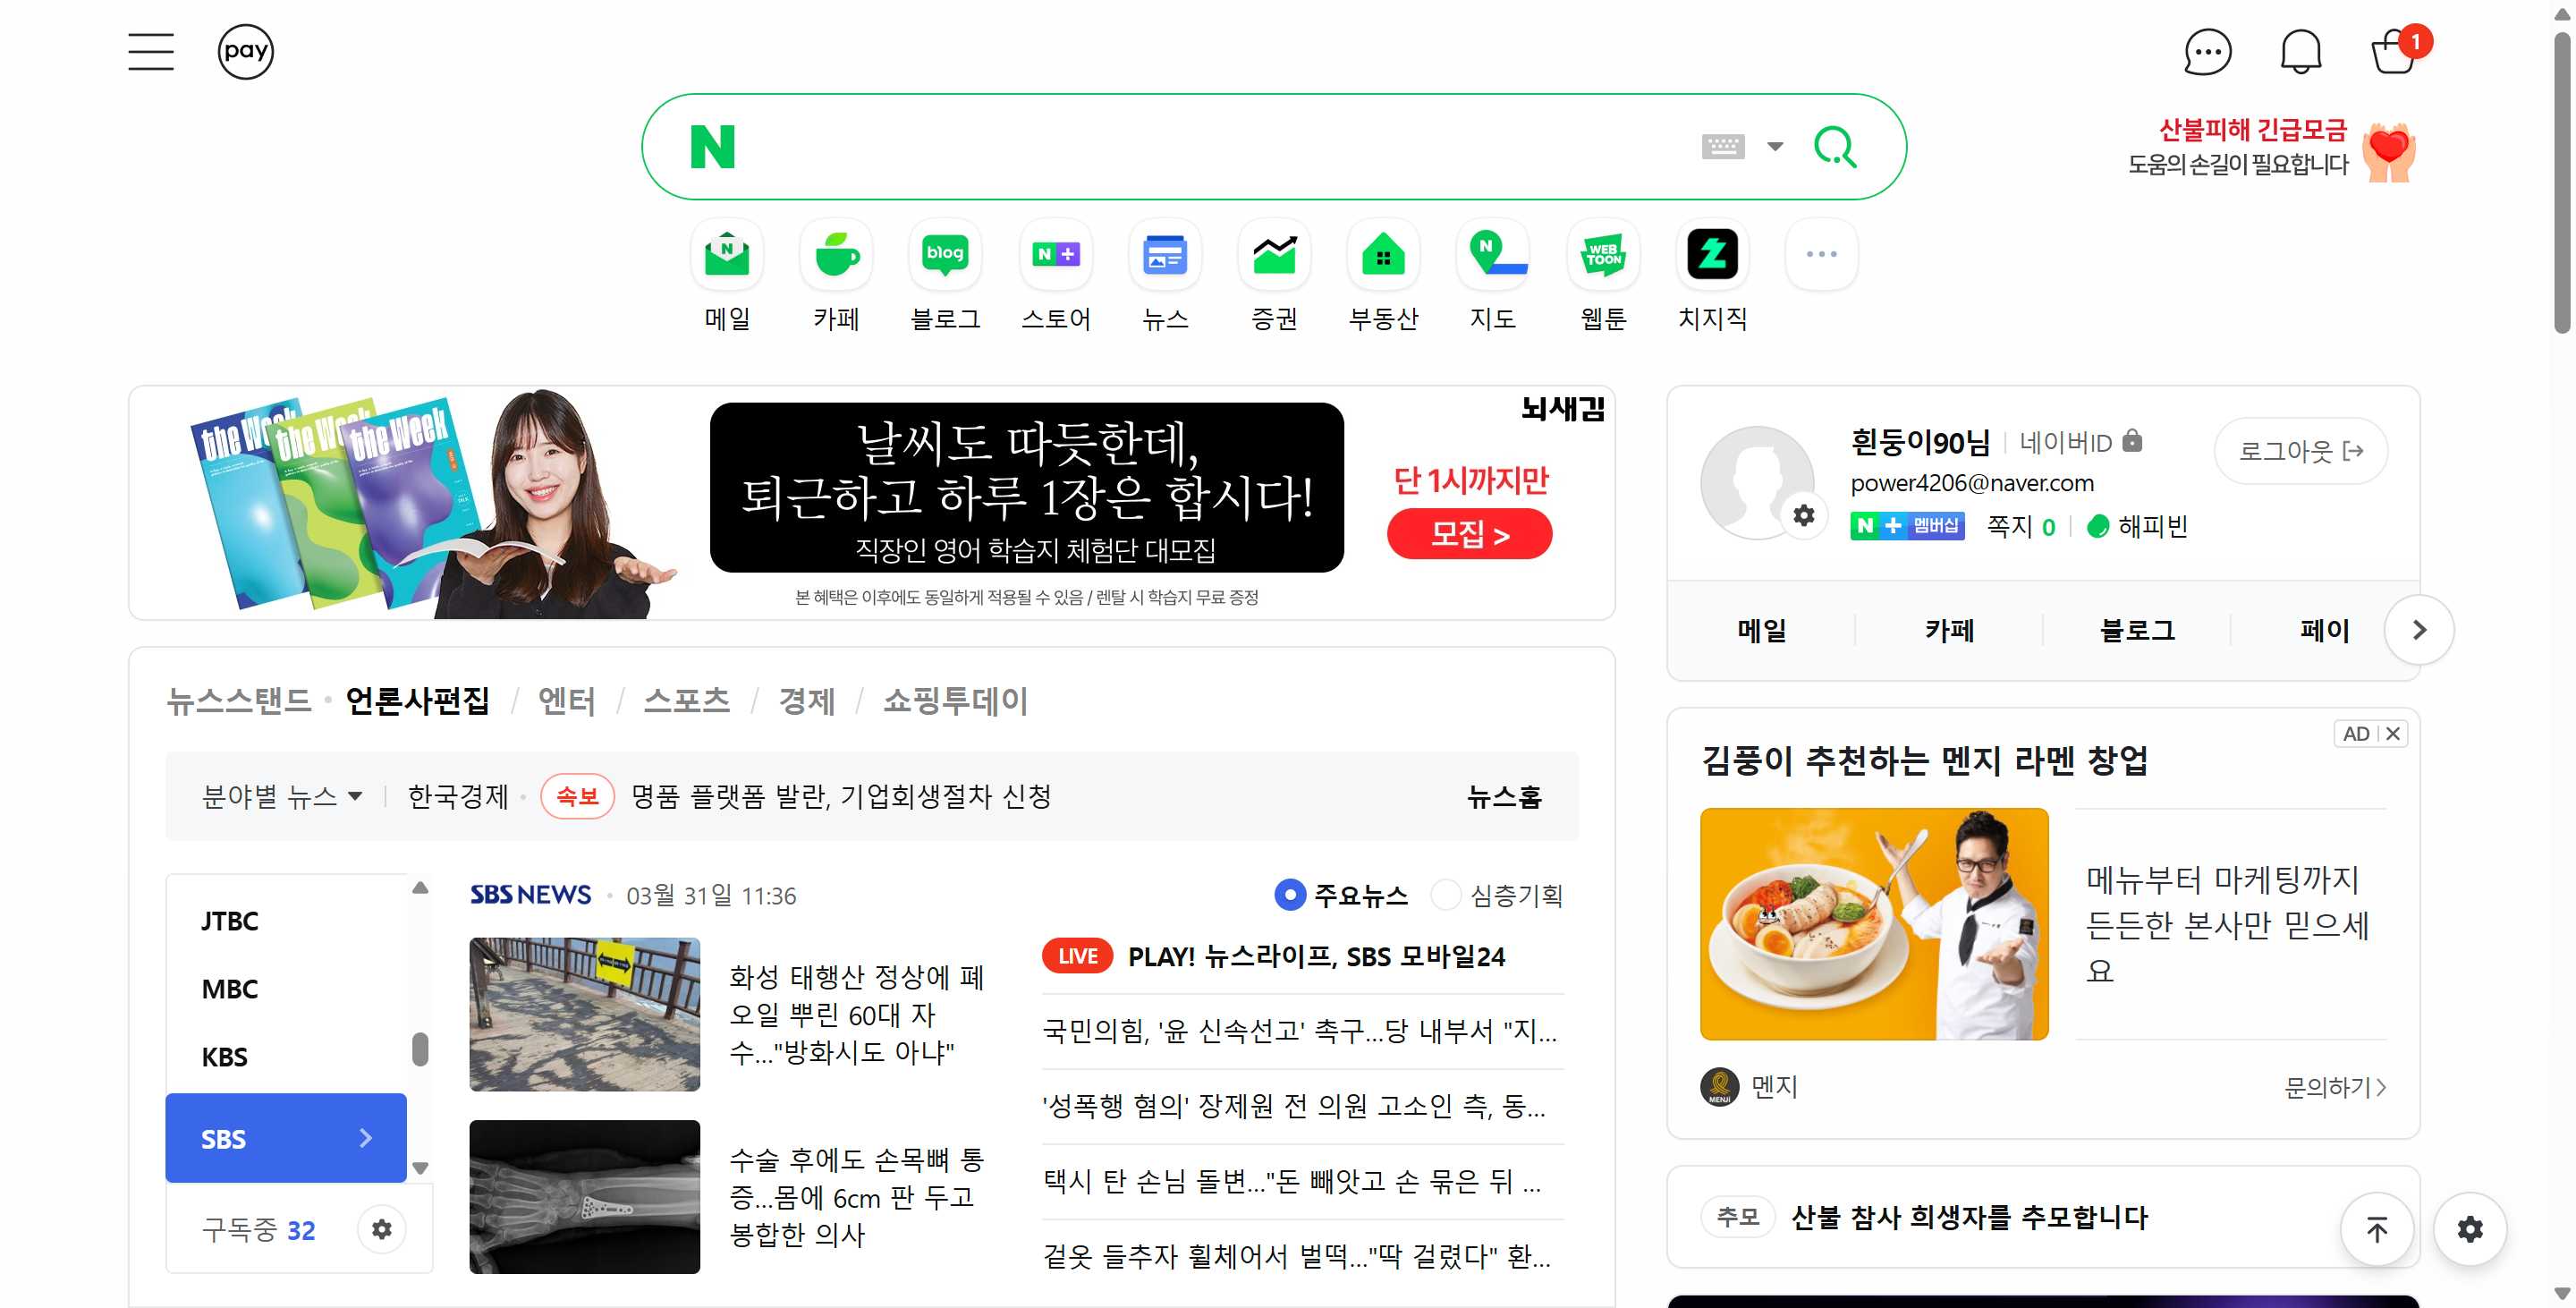 pay
1
N
산불피해 긴급모금
도움의 손길이 필요합니다
N
blog
N +
N
WEB
TOON
메일
카페
블로그
스토어
뉴스
증권
부동산
지도
웹툰
치지직
the Week
the Week
the Week
날씨도 따듯한데,
퇴근하고 하루 1장은 합시다!
직장인 영어 학습지 체험단 대모집
본 혜택은 이후에도 동일하게 적용될 수 있음 / 렌탈 시 학습지 무료 증정
뇌새김
단 1시까지만
모집 >
흰둥이90님 네이버ID
로그아웃
power4206@naver.com
N + 멤버십 쪽지 0 해피빈
메일 카페 블로그 페이
뉴스스탠드 · 언론사편집 / 엔터 / 스포츠 / 경제 / 쇼핑투데이
분야별 뉴스 한국경제 · 속보 명품 플랫폼 발란, 기업회생절차 신청 뉴스홈
JTBC
MBC
KBS
SBS
구독중 32
SBS NEWS · 03월 31일 11:36
주요뉴스 심층기획
화성 태행산 정상에 폐
오일 뿌린 60대 자
수…"방화시도 아냐"
수술 후에도 손목뼈 통
증…몸에 6cm 판 두고
봉합한 의사
LIVE PLAY! 뉴스라이프, SBS 모바일24
국민의힘, '윤 신속선고' 촉구…당 내부서 "지...
'성폭행 혐의' 장제원 전 의원 고소인 측, 동...
택시 탄 손님 돌변…"돈 빼앗고 손 묶은 뒤 ...
겉옷 들추자 휠체어서 벌떡…"딱 걸렸다" 환...
AD
김풍이 추천하는 멘지 라멘 창업
메뉴부터 마케팅까지
든든한 본사만 믿으세
요
MENJI
멘지
문의하기
추모 산불 참사 희생자를 추모합니다